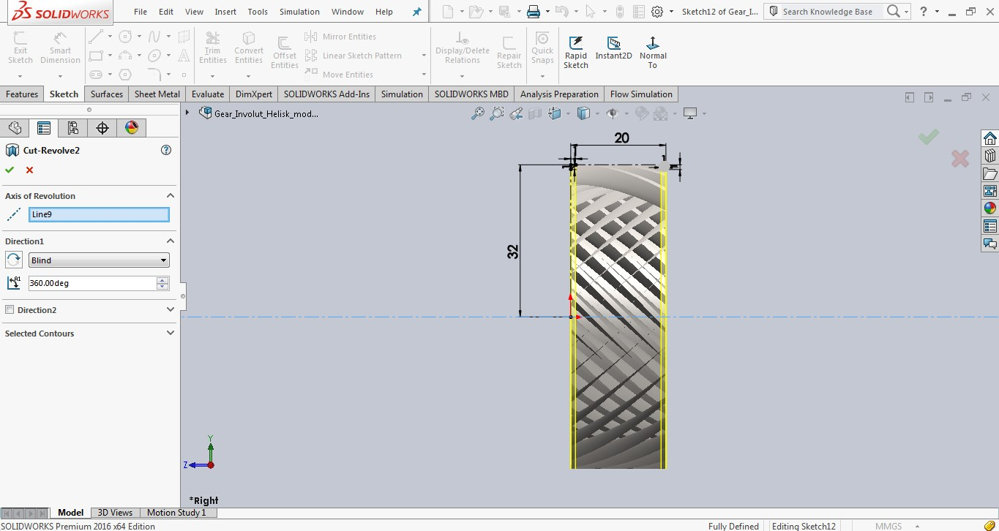 SOLIDWORKS
File Edit View Insert Tools Simulation Window Help
Sketch12 of Gear_I...
Search Knowledge Base
?
Exit Sketch
Smart Dimension
Trim Entities
Convert Entities
Offset Entities
Mirror Entities
Linear Sketch Pattern
Move Entities
Display/Delete Relations
Repair Sketch
Quick Snaps
Rapid Sketch
Instant2D
Normal To
Features Sketch Surfaces Sheet Metal Evaluate DimXpert SOLIDWORKS Add-Ins Simulation SOLIDWORKS MBD Analysis Preparation Flow Simulation
Gear_Involut_Helisk_mod...
Cut-Revolve2
?
Axis of Revolution
Line9
Direction1
Blind
360.00deg
Direction2
Selected Contours
20
1
32
Y
Z
*Right
Model 3D Views Motion Study 1
SOLIDWORKS Premium 2016 x64 Edition
Fully Defined Editing Sketch12 MMGS